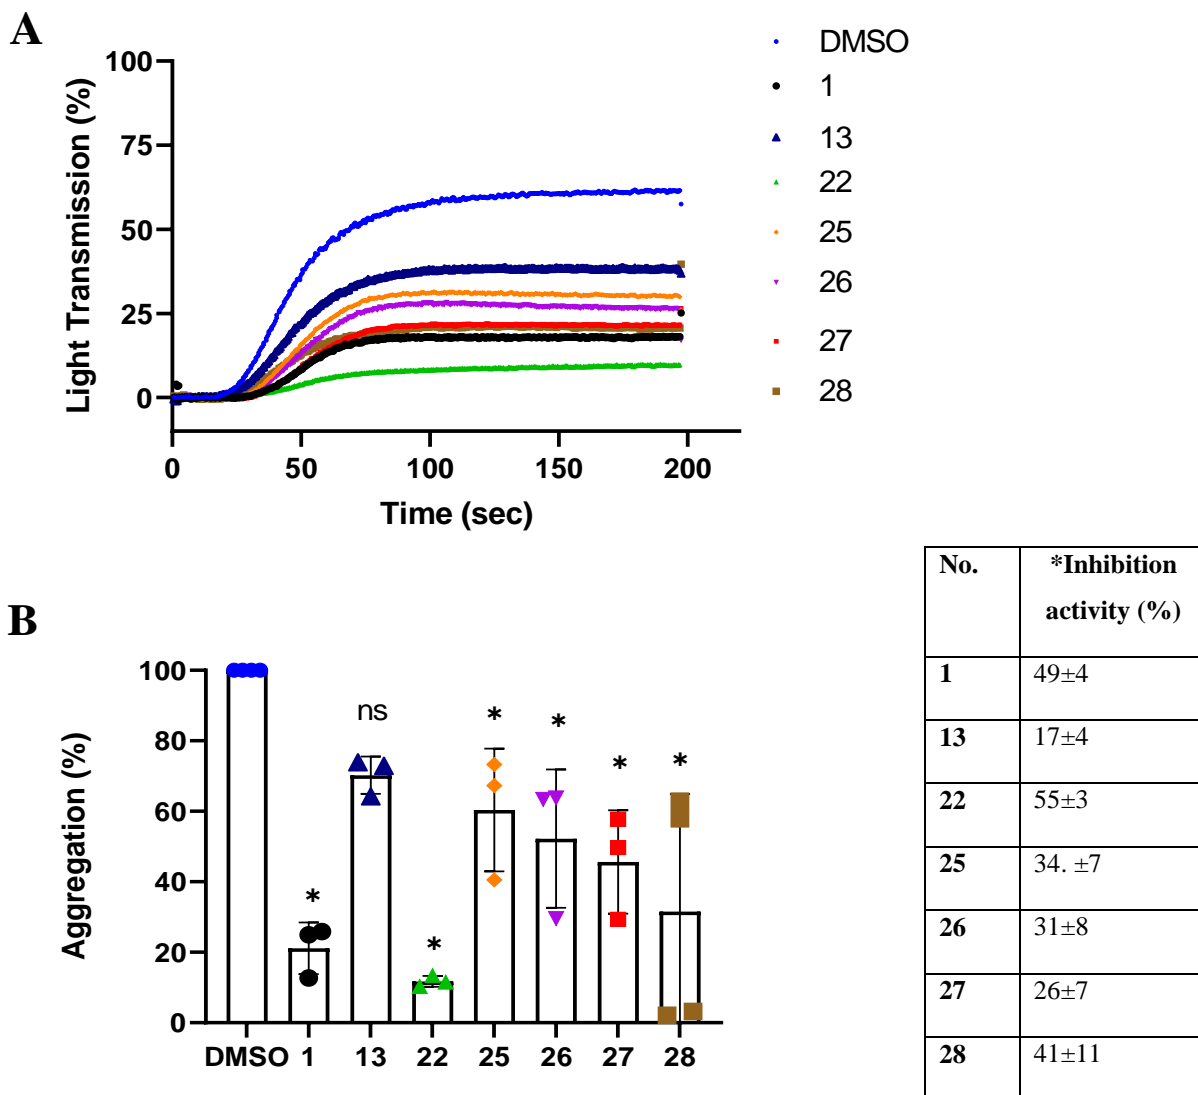 A
100
75
50
25
0
Light Transmission (%)
0 50 100 150 200
Time (sec)
DMSO
1
13
22
25
26
27
28
B
100
80
60
40
20
0
Aggregation (%)
* ns * * * * *
DMSO 1 13 22 25 26 27 28
No. *Inhibition
activity (%)
1 49±4
13 17±4
22 55±3
25 34. ±7
26 31±8
27 26±7
28 41±11